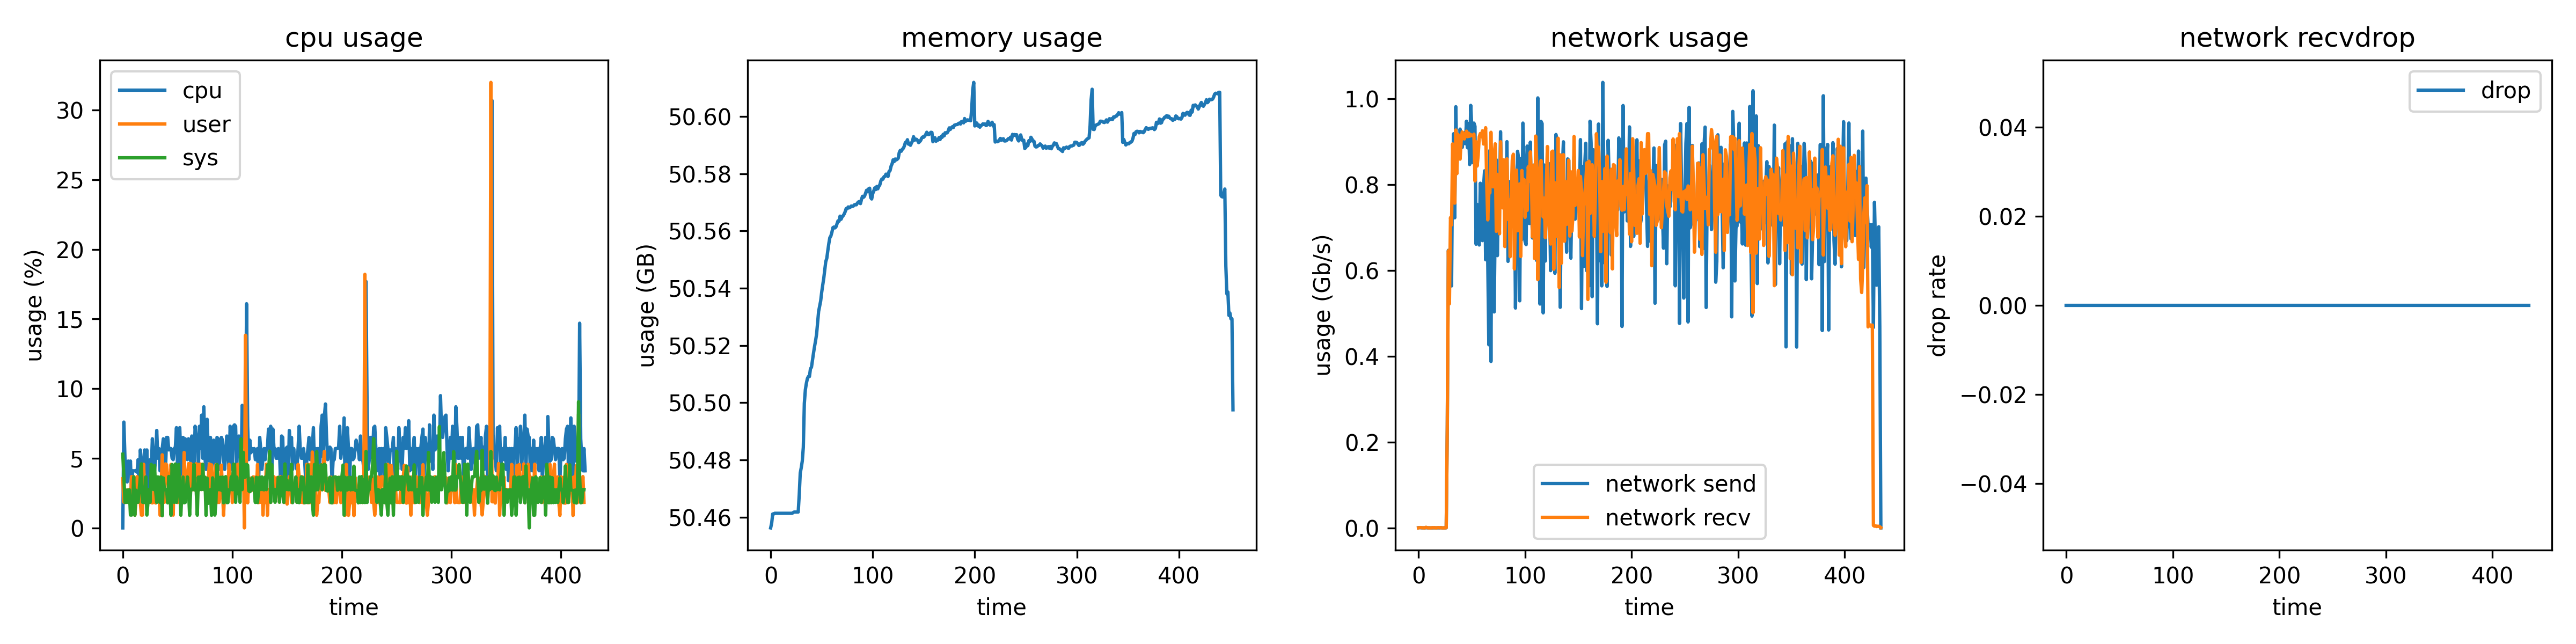 cpu usage
usage (%)
30
25
20
15
10
5
0
cpu
user
sys
0 100 200 300 400
time
memory usage
usage (GB)
50.60
50.58
50.56
50.54
50.52
50.50
50.48
50.46
0 100 200 300 400
time
network usage
usage (Gb/s)
1.0
0.8
0.6
0.4
0.2
0.0
network send
network recv
0 100 200 300 400
time
network recvdrop
drop rate
0.04
0.02
0.00
−0.02
−0.04
drop
0 100 200 300 400
time